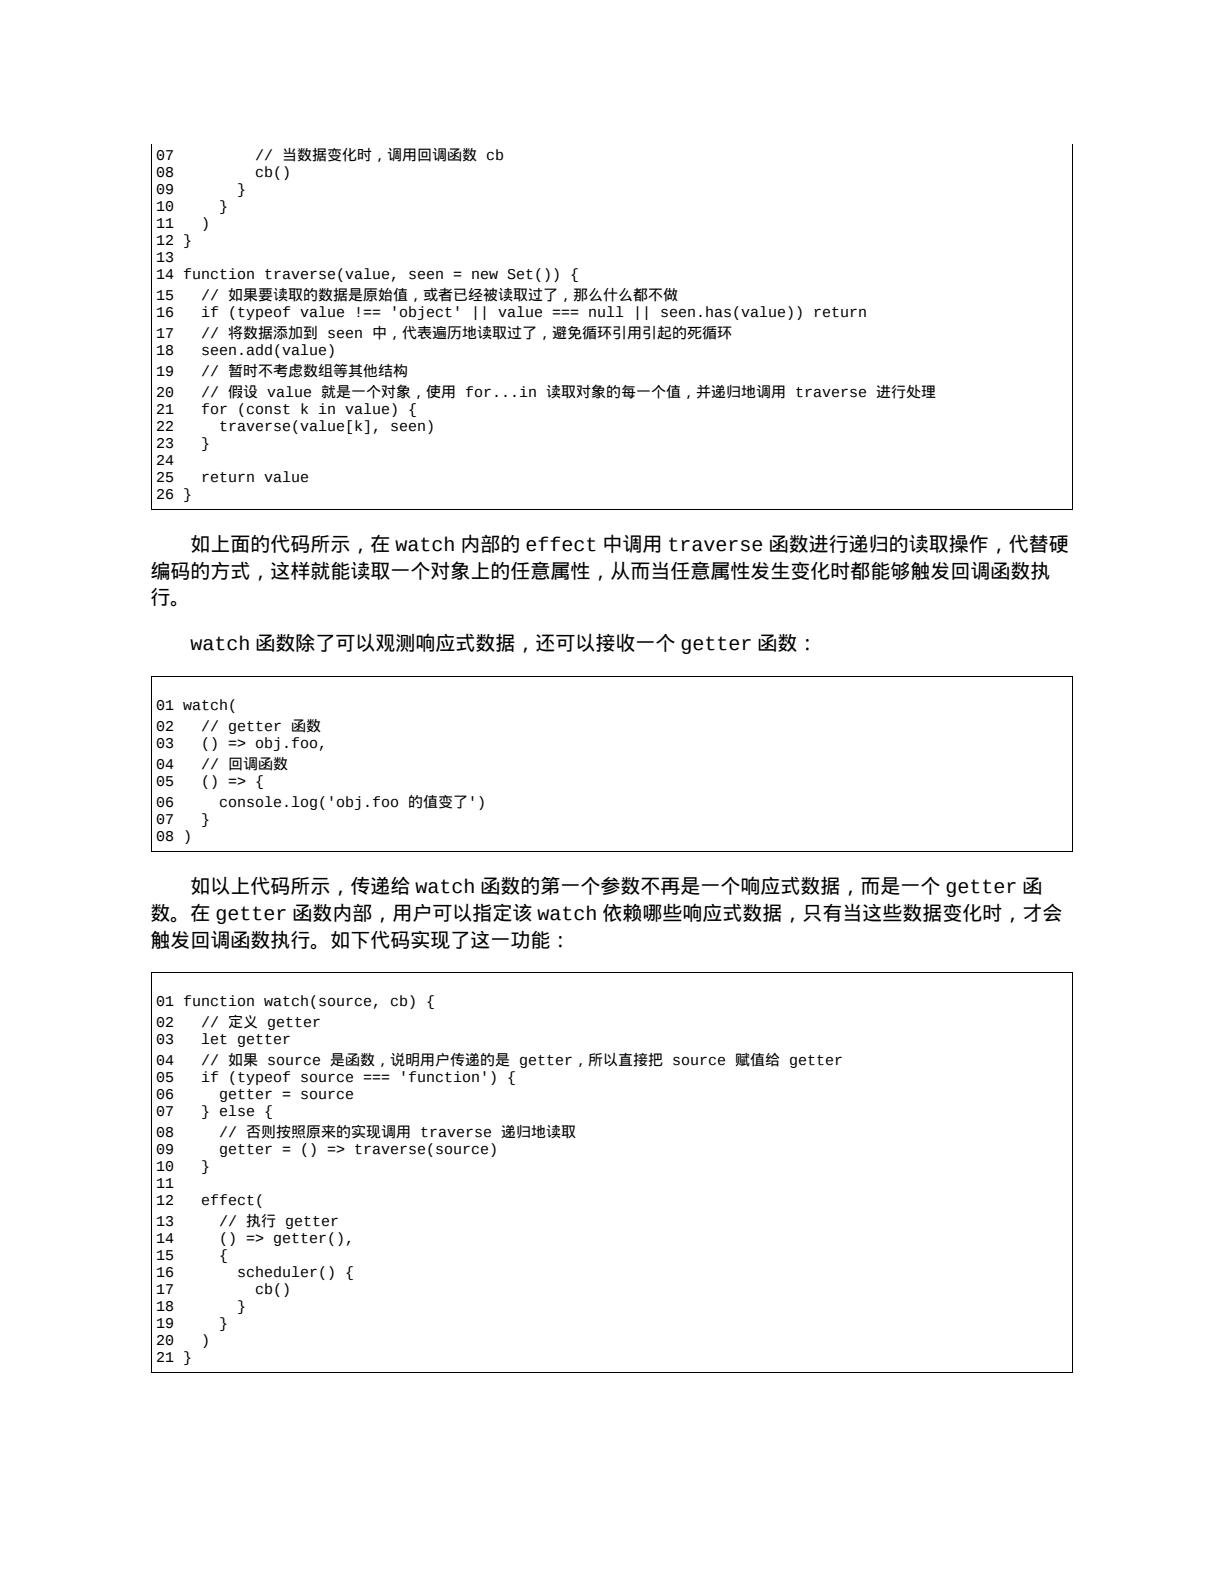 07         // 当数据变化时，调用回调函数 cb
08         cb()
09       }
10     }
11   )
12 }
13
14 function traverse(value, seen = new Set()) {
15   // 如果要读取的数据是原始值，或者已经被读取过了，那么什么都不做
16   if (typeof value !== 'object' || value === null || seen.has(value)) return
17   // 将数据添加到 seen 中，代表遍历地读取过了，避免循环引用引起的死循环
18   seen.add(value)
19   // 暂时不考虑数组等其他结构
20   // 假设 value 就是一个对象，使用 for...in 读取对象的每一个值，并递归地调用 traverse 进行处理
21   for (const k in value) {
22     traverse(value[k], seen)
23   }
24
25   return value
26 }
如上面的代码所示，在 watch 内部的 effect 中调用 traverse 函数进行递归的读取操作，代替硬
编码的方式，这样就能读取一个对象上的任意属性，从而当任意属性发生变化时都能够触发回调函数执
行。
watch 函数除了可以观测响应式数据，还可以接收一个 getter 函数：
01 watch(
02   // getter 函数
03   () => obj.foo,
04   // 回调函数
05   () => {
06     console.log('obj.foo 的值变了')
07   }
08 )
如以上代码所示，传递给 watch 函数的第一个参数不再是一个响应式数据，而是一个 getter 函
数。在 getter 函数内部，用户可以指定该 watch 依赖哪些响应式数据，只有当这些数据变化时，才会
触发回调函数执行。如下代码实现了这一功能：
01 function watch(source, cb) {
02   // 定义 getter
03   let getter
04   // 如果 source 是函数，说明用户传递的是 getter，所以直接把 source 赋值给 getter
05   if (typeof source === 'function') {
06     getter = source
07   } else {
08     // 否则按照原来的实现调用 traverse 递归地读取
09     getter = () => traverse(source)
10   }
11
12   effect(
13     // 执行 getter
14     () => getter(),
15     {
16       scheduler() {
17         cb()
18       }
19     }
20   )
21 }